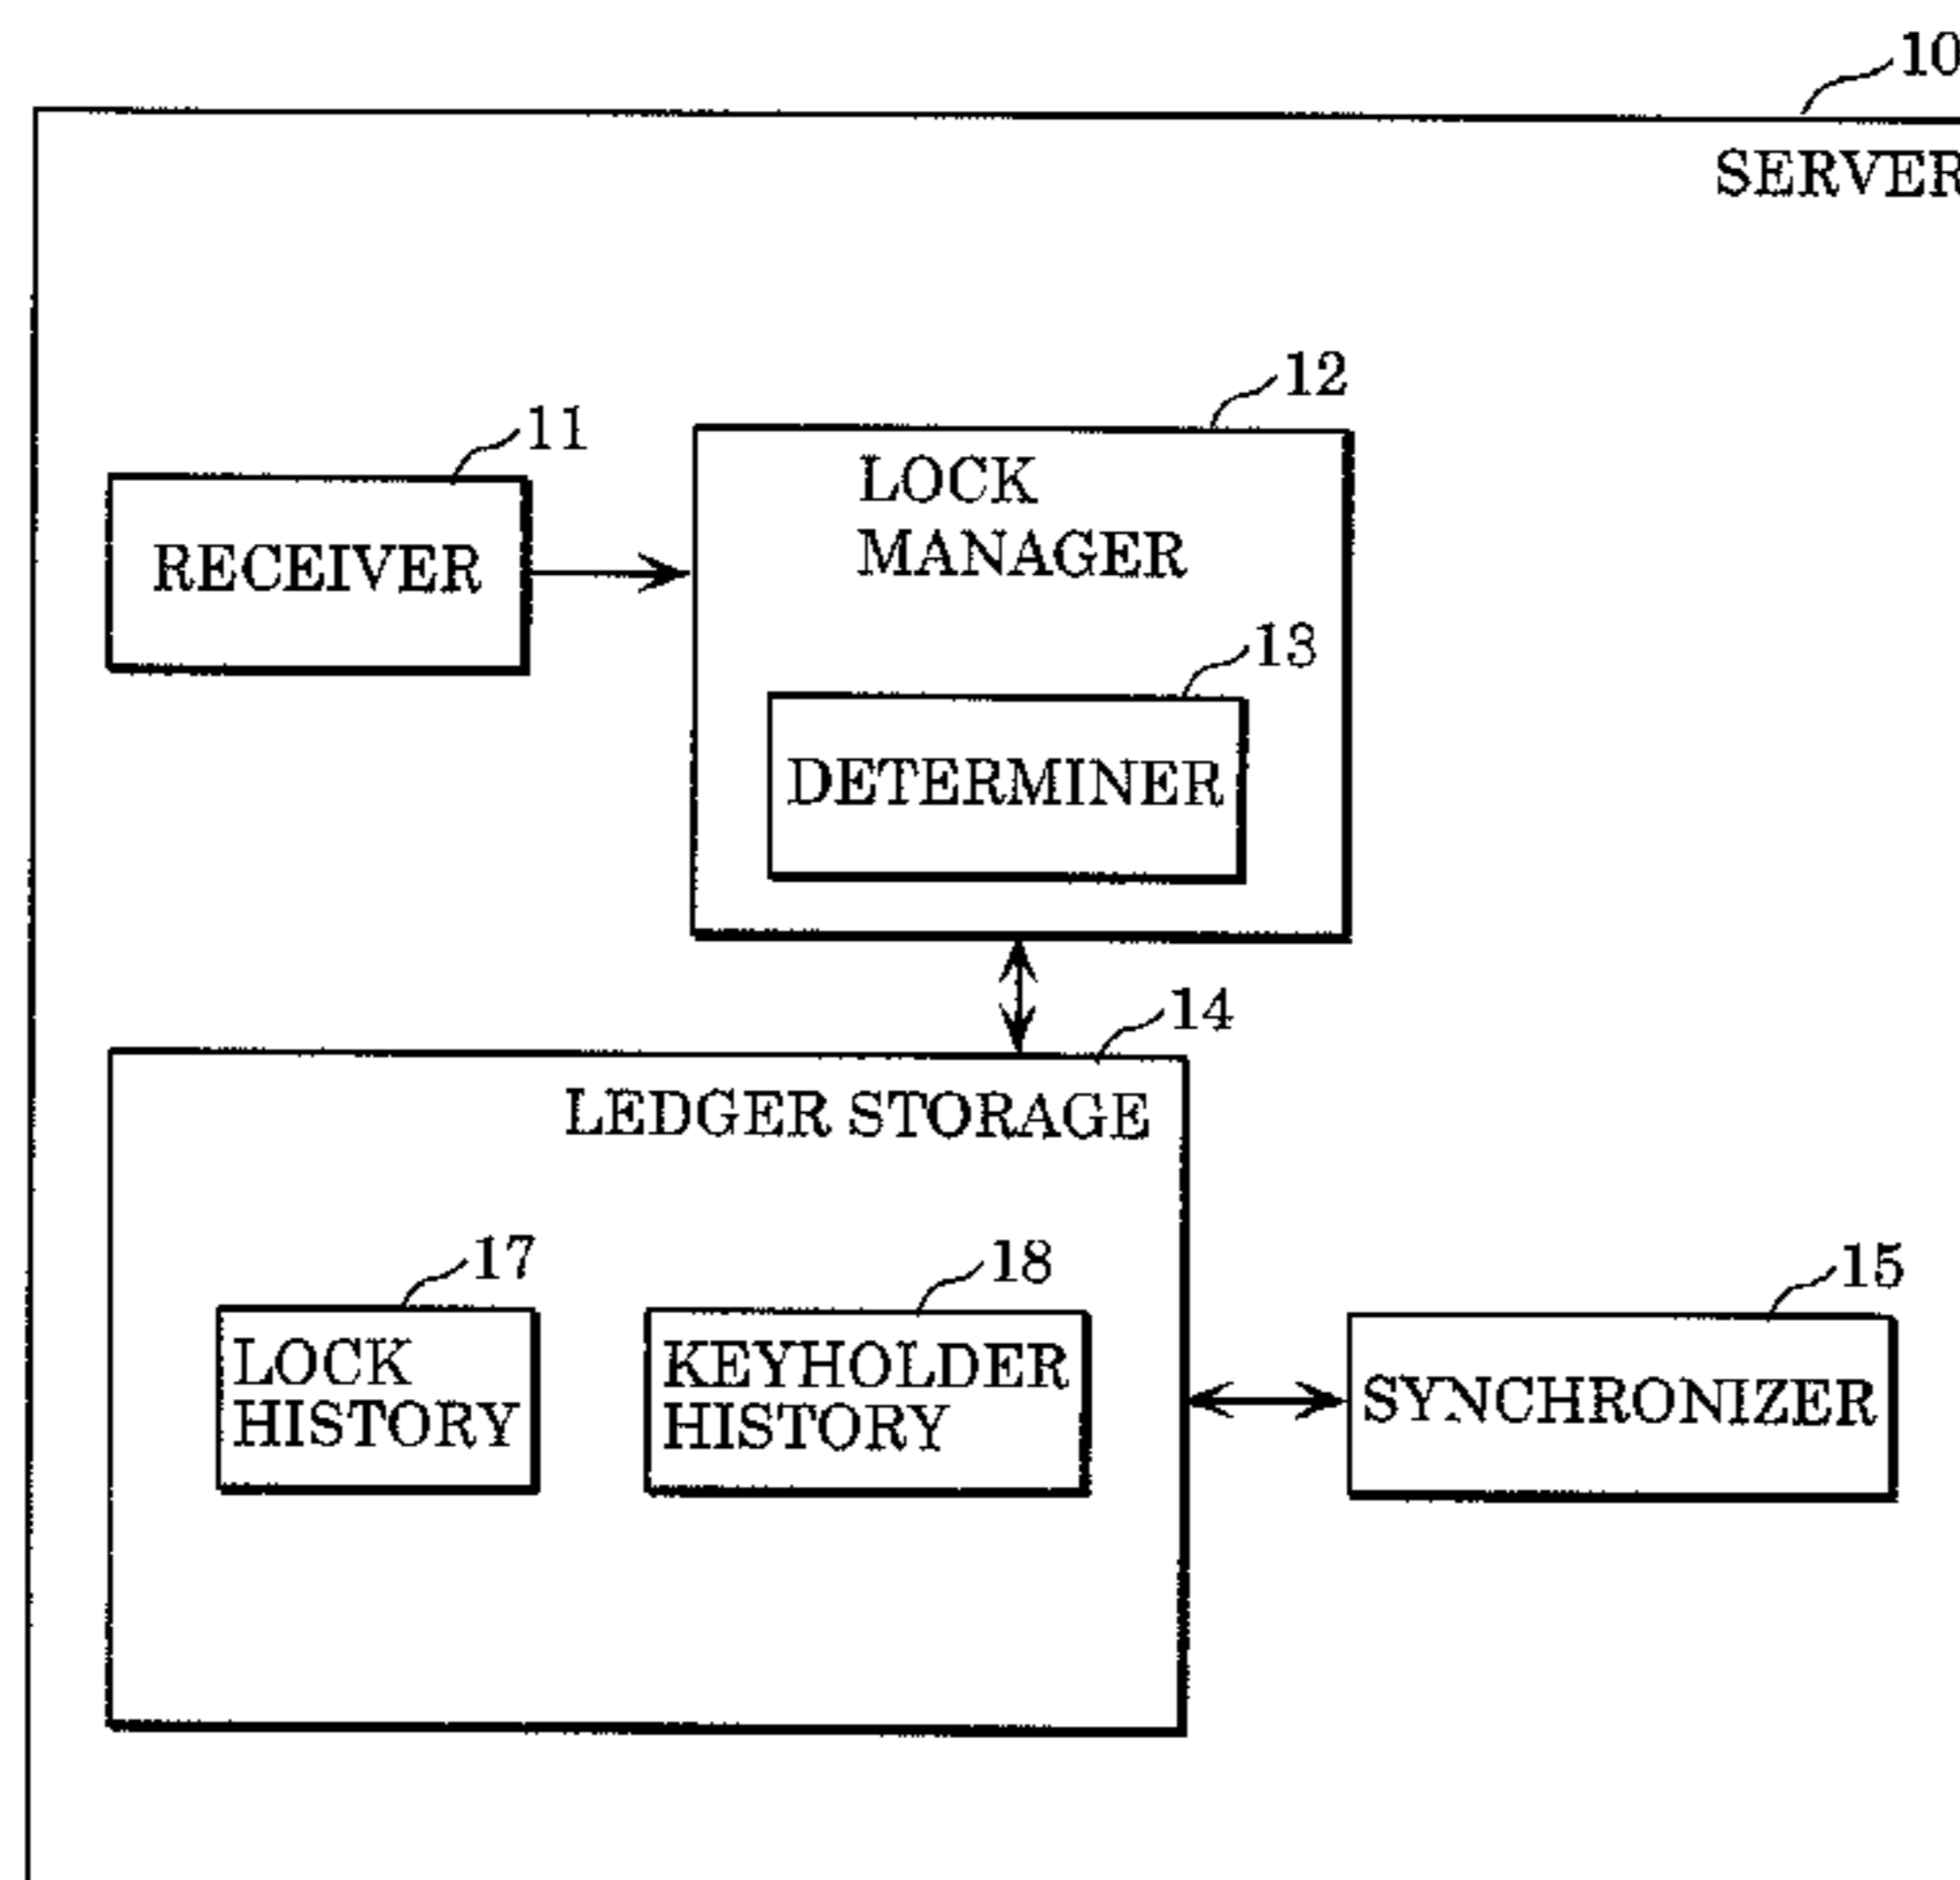 10
SERVER
12
11
LOCK
MANAGER
RECEIVER
13
DETERMINER
14
LEDGER STORAGE
17
18
15
LOCK
HISTORY
KEYHOLDER
HISTORY
SYNCHRONIZER